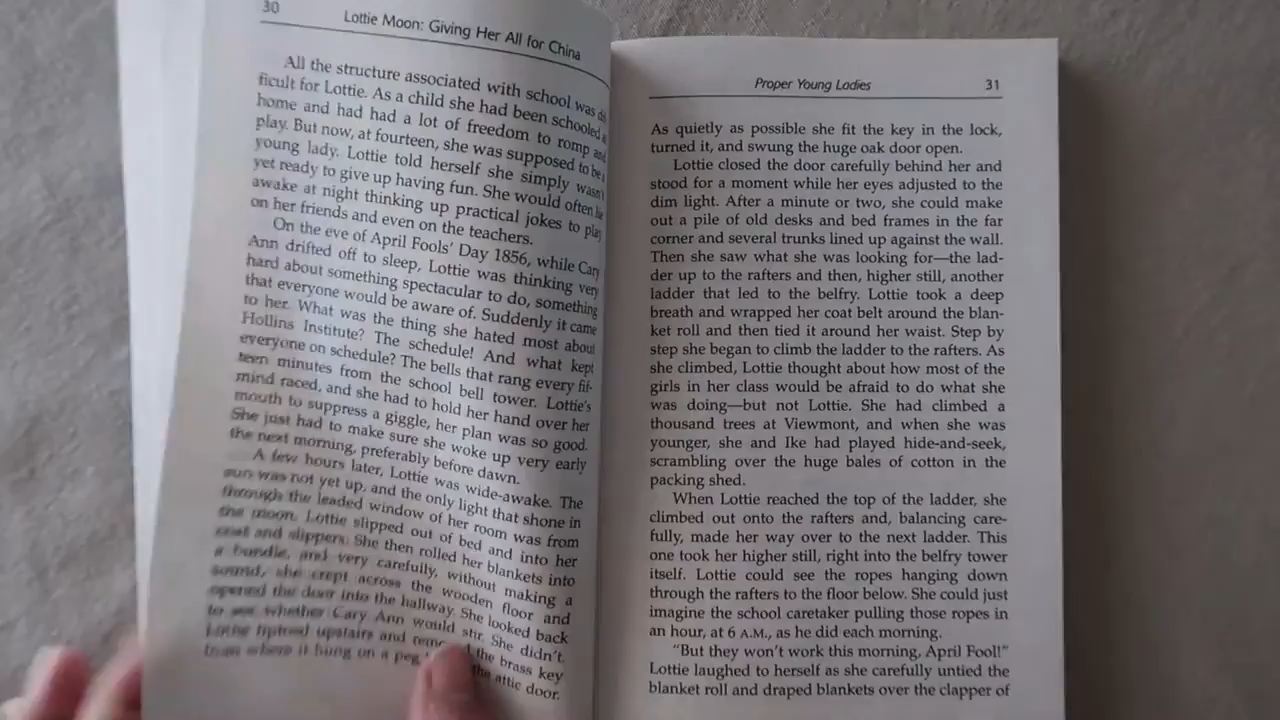 30
Lottie Moon: Giving Her All for China
All the structure associated with school was dif
ficult for Lottie. As a child she had been schooled
home and had had a lot of freedom to romp and
play. But now, at fourteen, she was supposed to be a
young lady. Lottie told herself she simply wasn't
yet ready to give up having fun. She would often lie
awake at night thinking up practical jokes to play
on her friends and even on the teachers.
On the eve of April Fools' Day 1856, while Cary
Ann drifted off to sleep, Lottie was thinking very
hard about something spectacular to do, something
that everyone would be aware of. Suddenly it came
to her. What was the thing she hated most about
Hollins Institute? The schedule! And what kept
everyone on schedule? The bells that rang every fif-
teen minutes from the school bell tower. Lottie's
mind raced, and she had to hold her hand over her
mouth to suppress a giggle, her plan was so good.
She just had to make sure she woke up very early
the next morning, preferably before dawn.
A few hours later, Lottie was wide-awake. The
sun was not yet up, and the only light that shone in
through the leaded window of her room was from
the moon. Lottie slipped out of bed and into her
coat and slippers. She then rolled her blankets into
a bundle, and very carefully, without making a
sound, she crept across the wooden floor and
opened the door into the hallway. She looked back
to see whether Cary Ann would stir. She didn't.
Lottie tiptoed upstairs and the brass key
from where it hung on a peg the attic door.
Proper Young Ladies
31
As quietly as possible she fit the key in the lock,
turned it, and swung the huge oak door open.
Lottie closed the door carefully behind her and
stood for a moment while her eyes adjusted to the
dim light. After a minute or two, she could make
out a pile of old desks and bed frames in the far
corner and several trunks lined up against the wall.
Then she saw what she was looking for—the lad-
der up to the rafters and then, higher still, another
ladder that led to the belfry. Lottie took a deep
breath and wrapped her coat belt around the blan-
ket roll and then tied it around her waist. Step by
step she began to climb the ladder to the rafters. As
she climbed, Lottie thought about how most of the
girls in her class would be afraid to do what she
was doing—but not Lottie. She had climbed a
thousand trees at Viewmont, and when she was
younger, she and Ike had played hide-and-seek,
scrambling over the huge bales of cotton in the
packing shed.
When Lottie reached the top of the ladder, she
climbed out onto the rafters and, balancing care-
fully, made her way over to the next ladder. This
one took her higher still, right into the belfry tower
itself. Lottie could see the ropes hanging down
through the rafters to the floor below. She could just
imagine the school caretaker pulling those ropes in
an hour, at 6 A.M., as he did each morning.
"But they won't work this morning, April Fool!"
Lottie laughed to herself as she carefully untied the
blanket roll and draped blankets over the clapper of